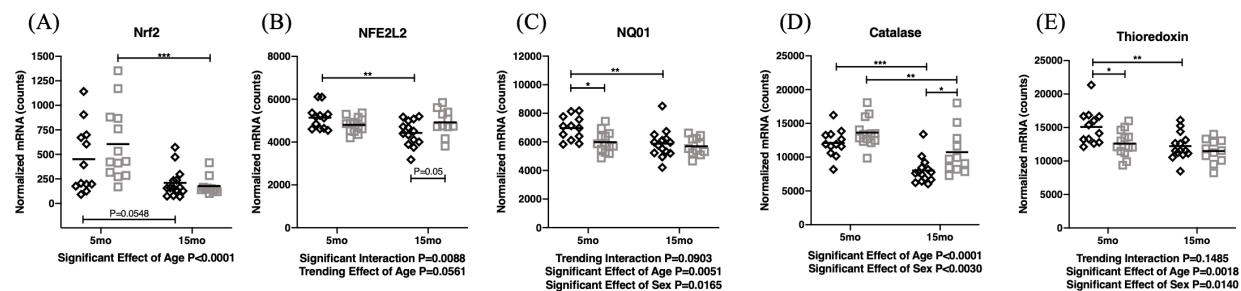 (A)
Nrf2
Normalized mRNA (counts)
1500
1250
1000
750
500
250
0
***
P=0.0548
5mo
15mo
Significant Effect of Age P<0.0001
(B)
NFE2L2
Normalized mRNA (counts)
8000
6000
4000
2000
0
**
P=0.05
5mo
15mo
Significant Interaction P=0.0088
Trending Effect of Age P=0.0561
(C)
NQ01
Normalized mRNA (counts)
10000
8000
6000
4000
2000
0
**
*
5mo
15mo
Trending Interaction P=0.0903
Significant Effect of Age P=0.0051
Significant Effect of Sex P=0.0165
(D)
Catalase
Normalized mRNA (counts)
25000
20000
15000
10000
5000
0
***
**
*
5mo
15mo
Significant Effect of Age P<0.0001
Significant Effect of Sex P<0.0030
(E)
Thioredoxin
Normalized mRNA (counts)
25000
20000
15000
10000
5000
0
**
*
5mo
15mo
Trending Interaction P=0.1485
Significant Effect of Age P=0.0018
Significant Effect of Sex P=0.0140